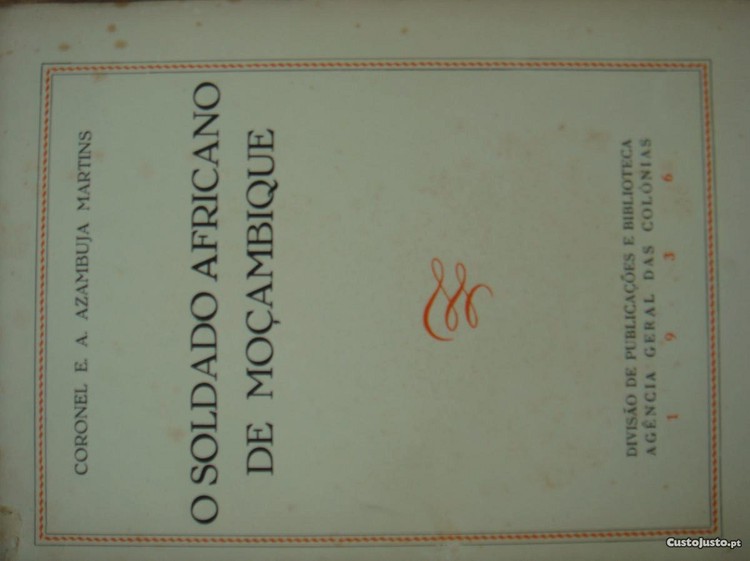 CORONEL E. A. AZAMBUJA MARTINS
O SOLDADO AFRICANO
DE MOÇAMBIQUE
DIVISÃO DE PUBLICAÇÕES E BIBLIOTECA
AGÊNCIA GERAL DAS COLÓNIAS
1 9 3 6
CustoJusto.pt